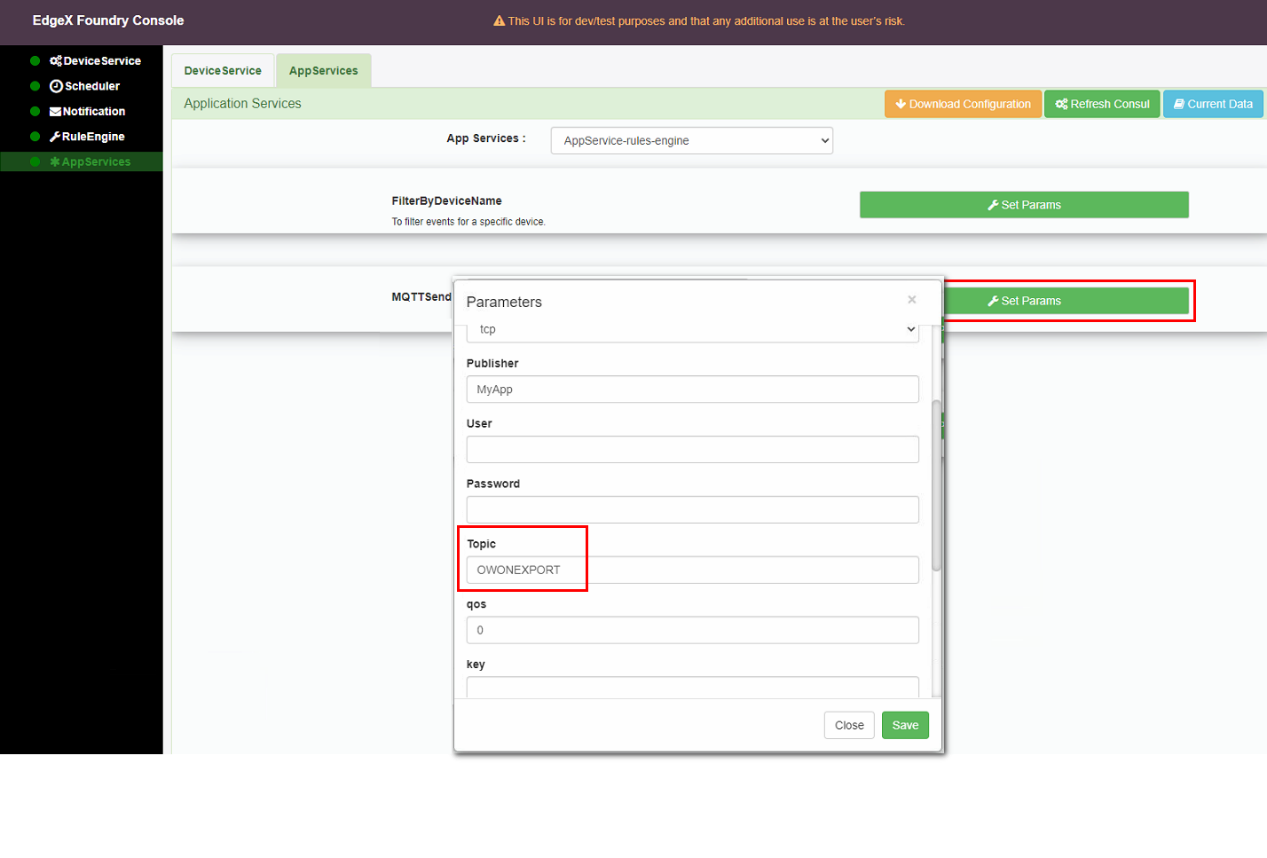 EdgeX Foundry Console
This UI is for dev/test purposes and that any additional use is at the user's risk.
DeviceService
Scheduler
Notification
RuleEngine
AppServices
DeviceService
AppServices
Application Services
Download Configuration
Refresh Consul
Current Data
App Services :
AppService-rules-engine
FilterByDeviceName
To filter events for a specific device.
Set Params
MQTTSend
Set Params
Parameters
×
tcp
Publisher
MyApp
User
Password
Topic
OWONEXPORT
qos
0
key
Close
Save